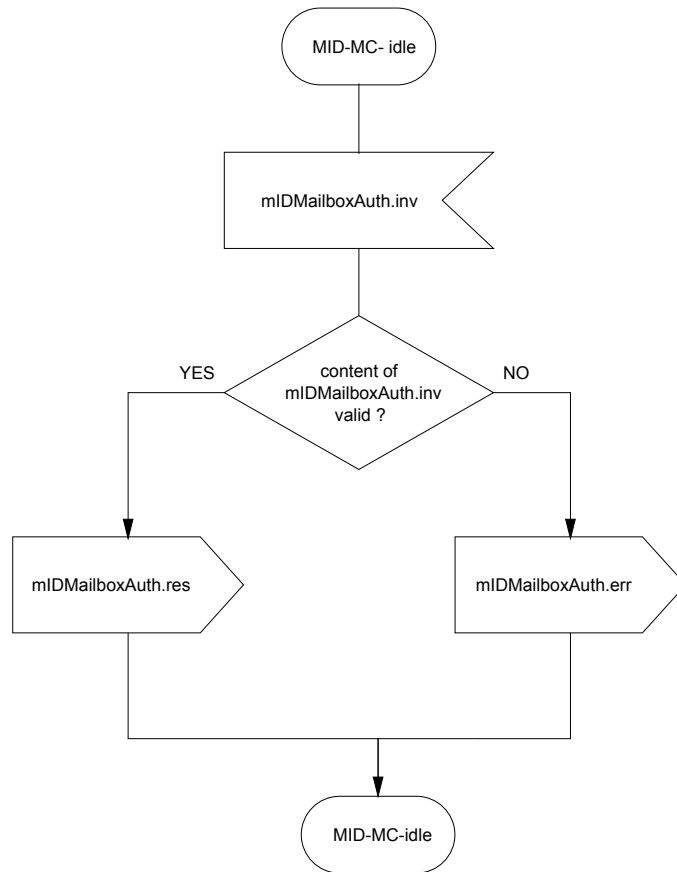 MID-MC- idle
mIDMailboxAuth.inv
content of
mIDMailboxAuth.inv
valid ?
YES
NO
mIDMailboxAuth.res
mIDMailboxAuth.err
MID-MC-idle